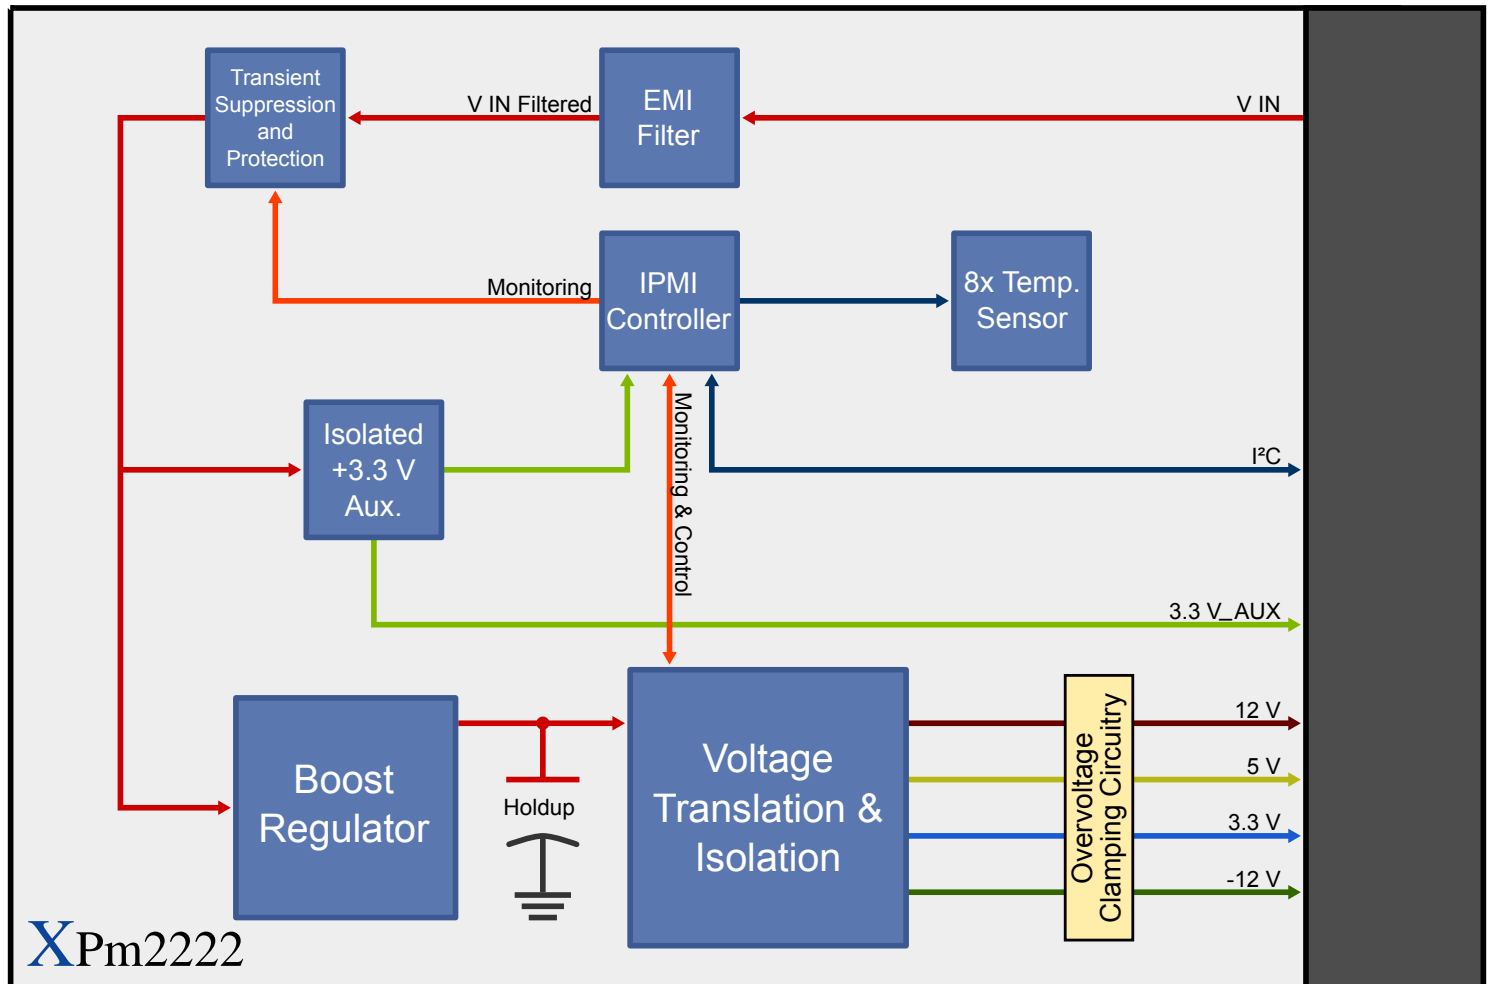 Transient
Suppression
and
Protection
V IN Filtered
EMI
Filter
V IN
Monitoring
IPMI
Controller
8x Temp.
Sensor
Isolated
+3.3 V
Aux.
Monitoring & Control
I²C
3.3 V_AUX
Boost
Regulator
Holdup
Voltage
Translation &
Isolation
Overvoltage
Clamping Circuitry
12 V
5 V
3.3 V
-12 V
XPm2222